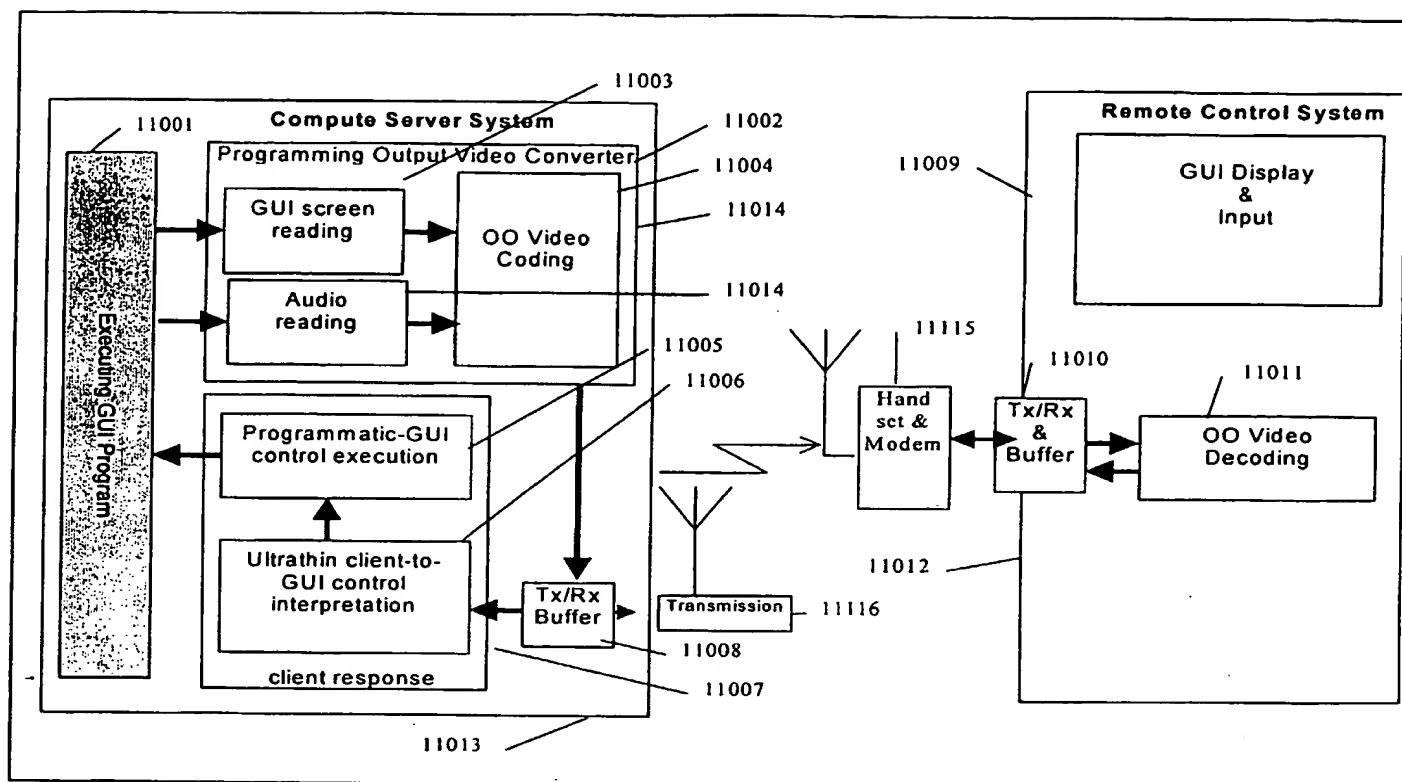 11003
Compute Server System
11001
11002
Programming Output Video Converter
11004
GUI screen
reading
11014
OO Video
Coding
Audio
reading
11014
Executing GUI Program
11005
11006
Programmatic-GUI
control execution
Ultrathin client-to-
GUI control
interpretation
Tx/Rx
Buffer
11008
client response
11007
11013
Transmission
11116
11115
Hand
set &
Modem
Remote Control System
11009
GUI Display
&
Input
11010
Tx/Rx
&
Buffer
11011
OO Video
Decoding
11012